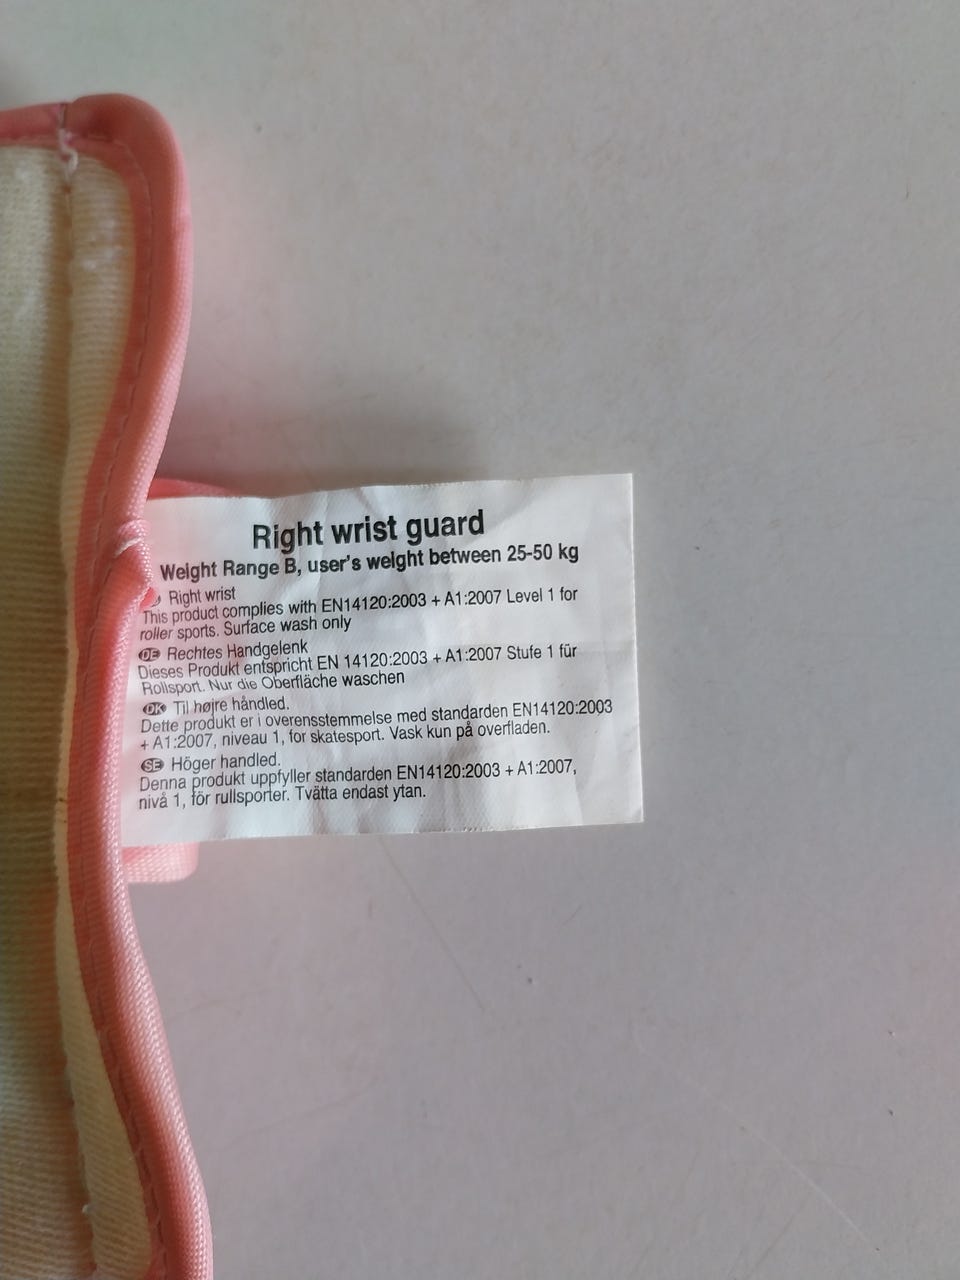 Right wrist guard
Weight Range B, user's weight between 25-50 kg
Right wrist
This product complies with EN14120:2003 + A1:2007 Level 1 for
roller sports. Surface wash only
DE Rechtes Handgelenk
Dieses Produkt entspricht EN 14120:2003 + A1:2007 Stufe 1 für
Rollsport. Nur die Oberfläche waschen
DK Til højre håndled.
Dette produkt er i overensstemmelse med standarden EN14120:2003
+ A1:2007, niveau 1, for skatesport. Vask kun på overfladen.
SE Höger handled.
Denna produkt uppfyller standarden EN14120:2003 + A1:2007,
nivå 1, för rullsporter. Tvätta endast ytan.